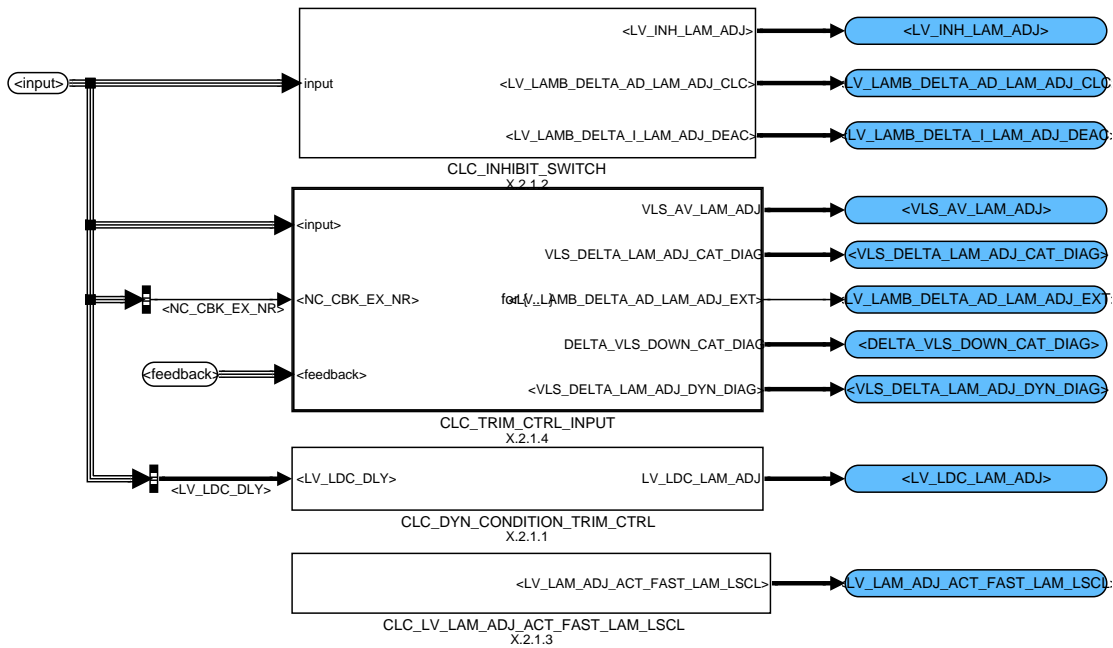 <LV_INH_LAM_ADJ> <LV_INH_LAM_ADJ>
<input> input <LV_LAMB_DELTA_AD_LAM_ADJ_CLC> <LV_LAMB_DELTA_AD_LAM_ADJ_CLC
<LV_LAMB_DELTA_I_LAM_ADJ_DEAC> <LV_LAMB_DELTA_I_LAM_ADJ_DEAC>
CLC_INHIBIT_SWITCH
X.2.1.2
<input> VLS_AV_LAM_ADJ <VLS_AV_LAM_ADJ>
VLS_DELTA_LAM_ADJ_CAT_DIAG <VLS_DELTA_LAM_ADJ_CAT_DIAG>
<NC_CBK_EX_NR> <NC_CBK_EX_NR> for{ ... } <LV_LAMB_DELTA_AD_LAM_ADJ_EXT> <LV_LAMB_DELTA_AD_LAM_ADJ_EXT>
DELTA_VLS_DOWN_CAT_DIAG <DELTA_VLS_DOWN_CAT_DIAG>
<feedback> <feedback> <VLS_DELTA_LAM_ADJ_DYN_DIAG> <VLS_DELTA_LAM_ADJ_DYN_DIAG>
CLC_TRIM_CTRL_INPUT
X.2.1.4
<LV_LDC_DLY> <LV_LDC_DLY> LV_LDC_LAM_ADJ <LV_LDC_LAM_ADJ>
CLC_DYN_CONDITION_TRIM_CTRL
X.2.1.1
<LV_LAM_ADJ_ACT_FAST_LAM_LSCL> <LV_LAM_ADJ_ACT_FAST_LAM_LSCL>
CLC_LV_LAM_ADJ_ACT_FAST_LAM_LSCL
X.2.1.3